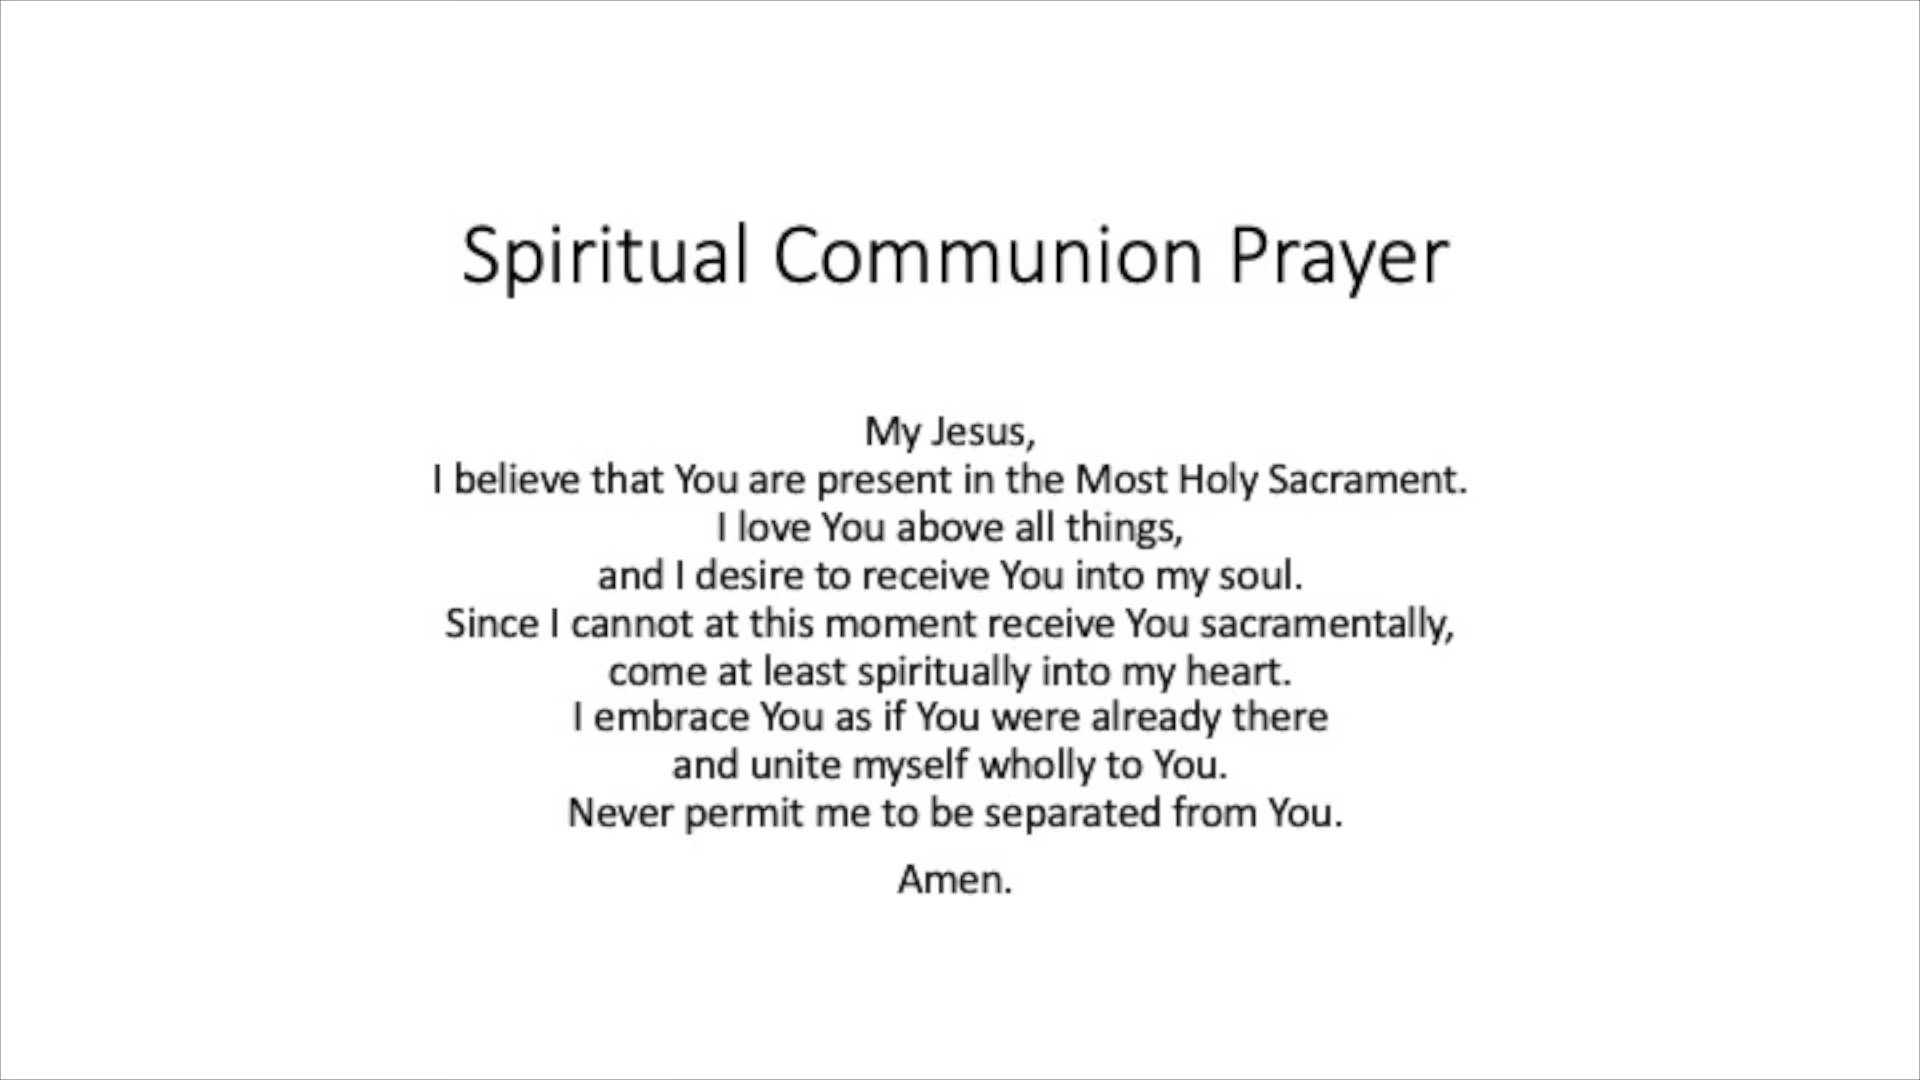 Spiritual Communion Prayer
My Jesus,
I believe that You are present in the Most Holy Sacrament.
I love You above all things,
and I desire to receive You into my soul.
Since I cannot at this moment receive You sacramentally,
come at least spiritually into my heart.
I embrace You as if You were already there
and unite myself wholly to You.
Never permit me to be separated from You.
Amen.